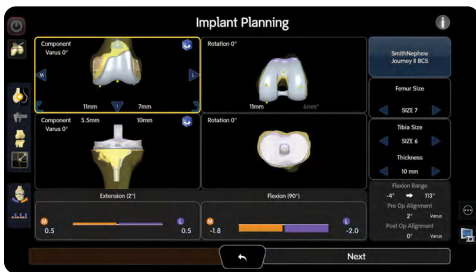 Implant Planning
Component
Varus 0°
Rotation 0°
M
L
11mm
7mm
11mm
6mm
Component
Varus 0°
5.5mm
10mm
Rotation 0°
Extension (2°)
Flexion (90°)
M
L
0.5
0.5
M
L
-1.8
-2.0
SmithNephew
Journey II BCS
Femur Size
SIZE 7
Tibia Size
SIZE 6
Thickness
10 mm
Flexion Range
-4°
113°
Pre Op Alignment
2° Varus
Post Op Alignment
0° Varus
Next